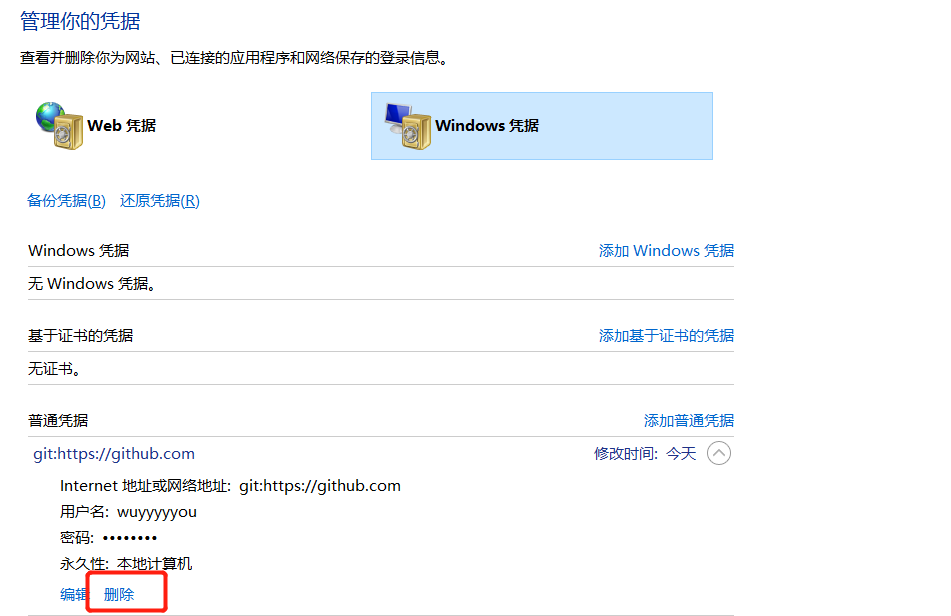 管理你的凭据
查看并删除你为网站、已连接的应用程序和网络保存的登录信息。
Web 凭据
Windows 凭据
备份凭据(B) 还原凭据(R)
Windows 凭据 添加 Windows 凭据
无 Windows 凭据。
基于证书的凭据 添加基于证书的凭据
无证书。
普通凭据 添加普通凭据
git:https://github.com 修改时间: 今天
Internet 地址或网络地址: git:https://github.com
用户名: wuyyyyyou
密码: ••••••••
永久性: 本地计算机
编辑 删除